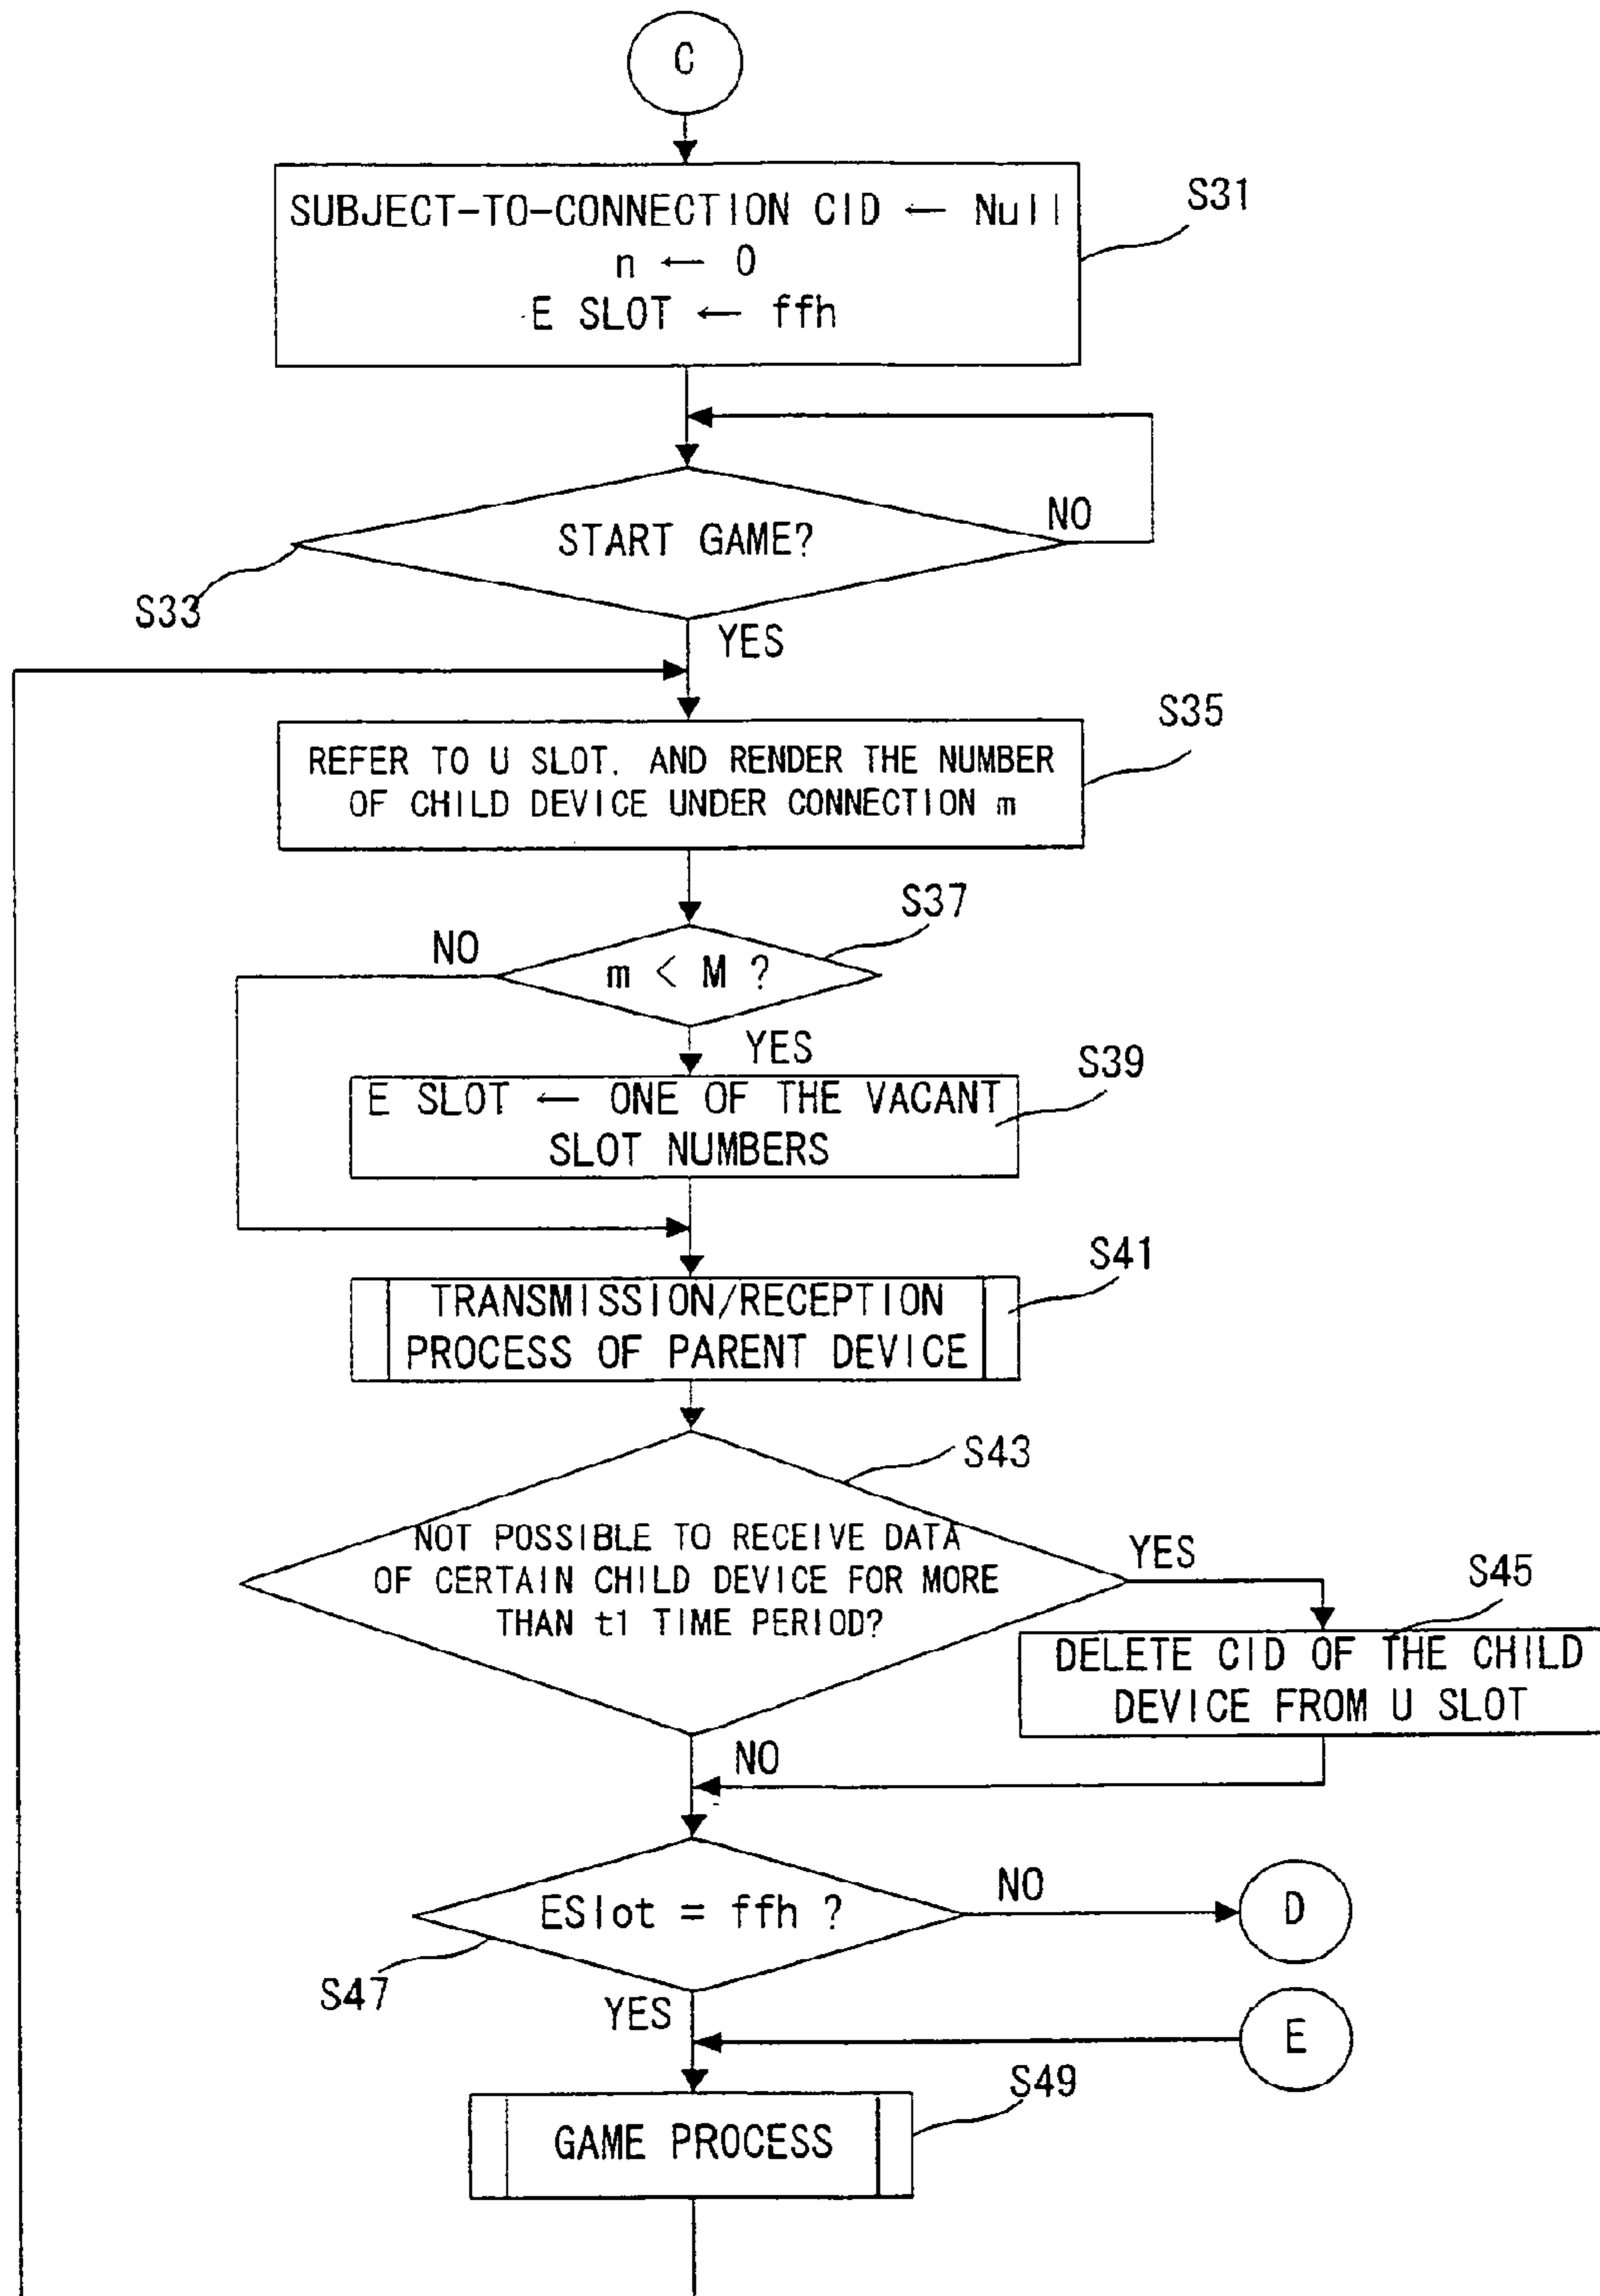 C
SUBJECT-TO-CONNECTION CID ← Null
n ← 0
E SLOT ← ffh
S31
START GAME?
NO
S33
YES
S35
REFER TO U SLOT. AND RENDER THE NUMBER
OF CHILD DEVICE UNDER CONNECTION m
S37
NO
m < M ?
YES
S39
E SLOT ← ONE OF THE VACANT
SLOT NUMBERS
S41
TRANSMISSION/RECEPTION
PROCESS OF PARENT DEVICE
S43
NOT POSSIBLE TO RECEIVE DATA
OF CERTAIN CHILD DEVICE FOR MORE
THAN t1 TIME PERIOD?
YES
S45
DELETE CID OF THE CHILD
DEVICE FROM U SLOT
NO
ESlot = ffh ?
NO
D
S47
YES
E
S49
GAME PROCESS